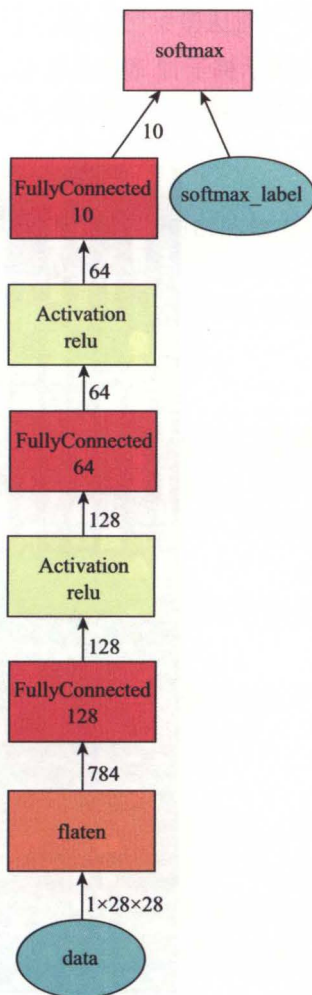 softmax
10
FullyConnected
10
softmax_label
64
Activation
relu
64
FullyConnected
64
128
Activation
relu
128
FullyConnected
128
784
flaten
1×28×28
data